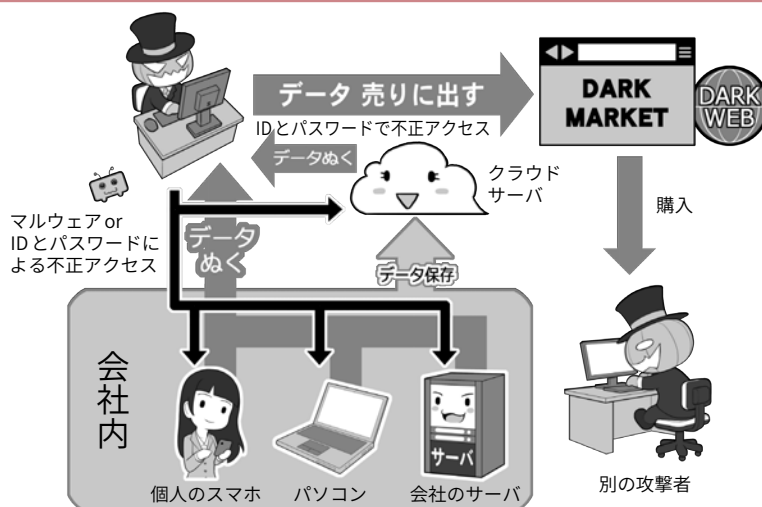 データ 売りに出す
DARK
MARKET
DARK
WEB
IDとパスワードで不正アクセス
データぬく
クラウド
サーバ
購入
マルウェアor
IDとパスワードに
よる不正アクセス
データ
ぬく
データ保存
会社内
サーバ
個人のスマホ
パソコン
会社のサーバ
別の攻撃者